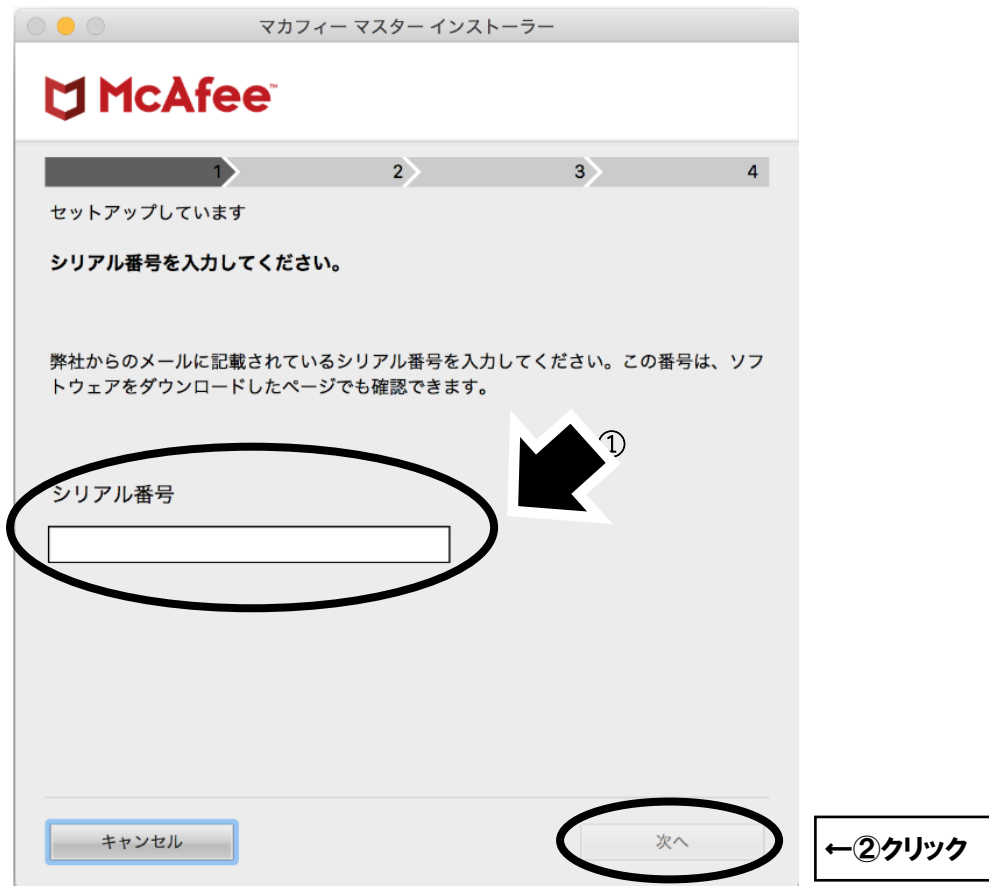 マカフィー マスター インストーラー
McAfee™
1 2 3 4
セットアップしています
シリアル番号を入力してください。
弊社からのメールに記載されているシリアル番号を入力してください。この番号は、ソフ
トウェアをダウンロードしたページでも確認できます。
①
シリアル番号
キャンセル
次へ
←②クリック